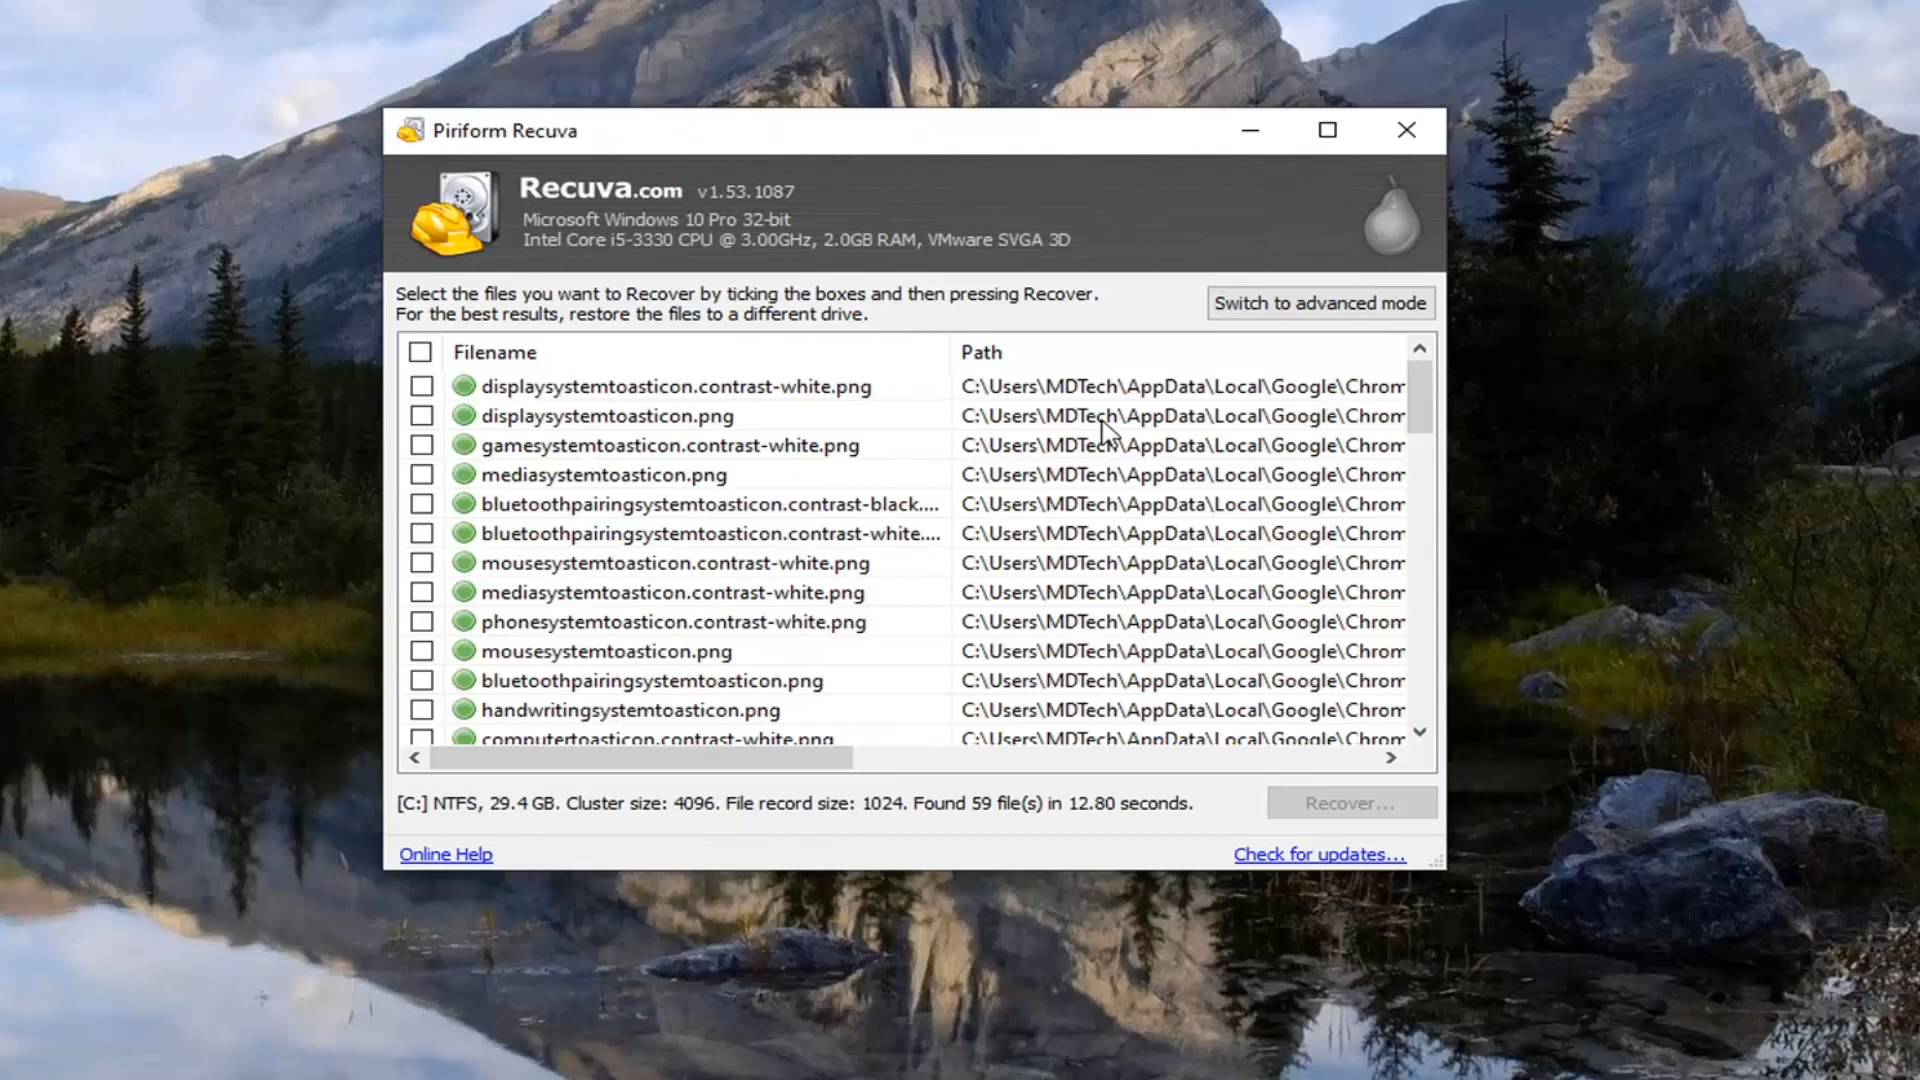 Piriform Recuva
Recuva.com v1.53.1087
Microsoft Windows 10 Pro 32-bit
Intel Core i5-3330 CPU @ 3.00GHz, 2.0GB RAM, VMware SVGA 3D
Select the files you want to Recover by ticking the boxes and then pressing Recover.
For the best results, restore the files to a different drive.
Switch to advanced mode
Filename Path
displaysystemtoasticon.contrast-white.png C:\Users\MDTech\AppData\Local\Google\Chrom
displaysystemtoasticon.png C:\Users\MDTech\AppData\Local\Google\Chrom
gamesystemtoasticon.contrast-white.png C:\Users\MDTech\AppData\Local\Google\Chrom
mediasystemtoasticon.png C:\Users\MDTech\AppData\Local\Google\Chrom
bluetoothpairingsystemtoasticon.contrast-black.... C:\Users\MDTech\AppData\Local\Google\Chrom
bluetoothpairingsystemtoasticon.contrast-white.... C:\Users\MDTech\AppData\Local\Google\Chrom
mousesystemtoasticon.contrast-white.png C:\Users\MDTech\AppData\Local\Google\Chrom
mediasystemtoasticon.contrast-white.png C:\Users\MDTech\AppData\Local\Google\Chrom
phonesystemtoasticon.contrast-white.png C:\Users\MDTech\AppData\Local\Google\Chrom
mousesystemtoasticon.png C:\Users\MDTech\AppData\Local\Google\Chrom
bluetoothpairingsystemtoasticon.png C:\Users\MDTech\AppData\Local\Google\Chrom
handwritingsystemtoasticon.png C:\Users\MDTech\AppData\Local\Google\Chrom
computertoasticon.contrast-white.png C:\Users\MDTech\AppData\Local\Google\Chrom
[C:] NTFS, 29.4 GB. Cluster size: 4096. File record size: 1024. Found 59 file(s) in 12.80 seconds.
Recover...
Online Help
Check for updates...